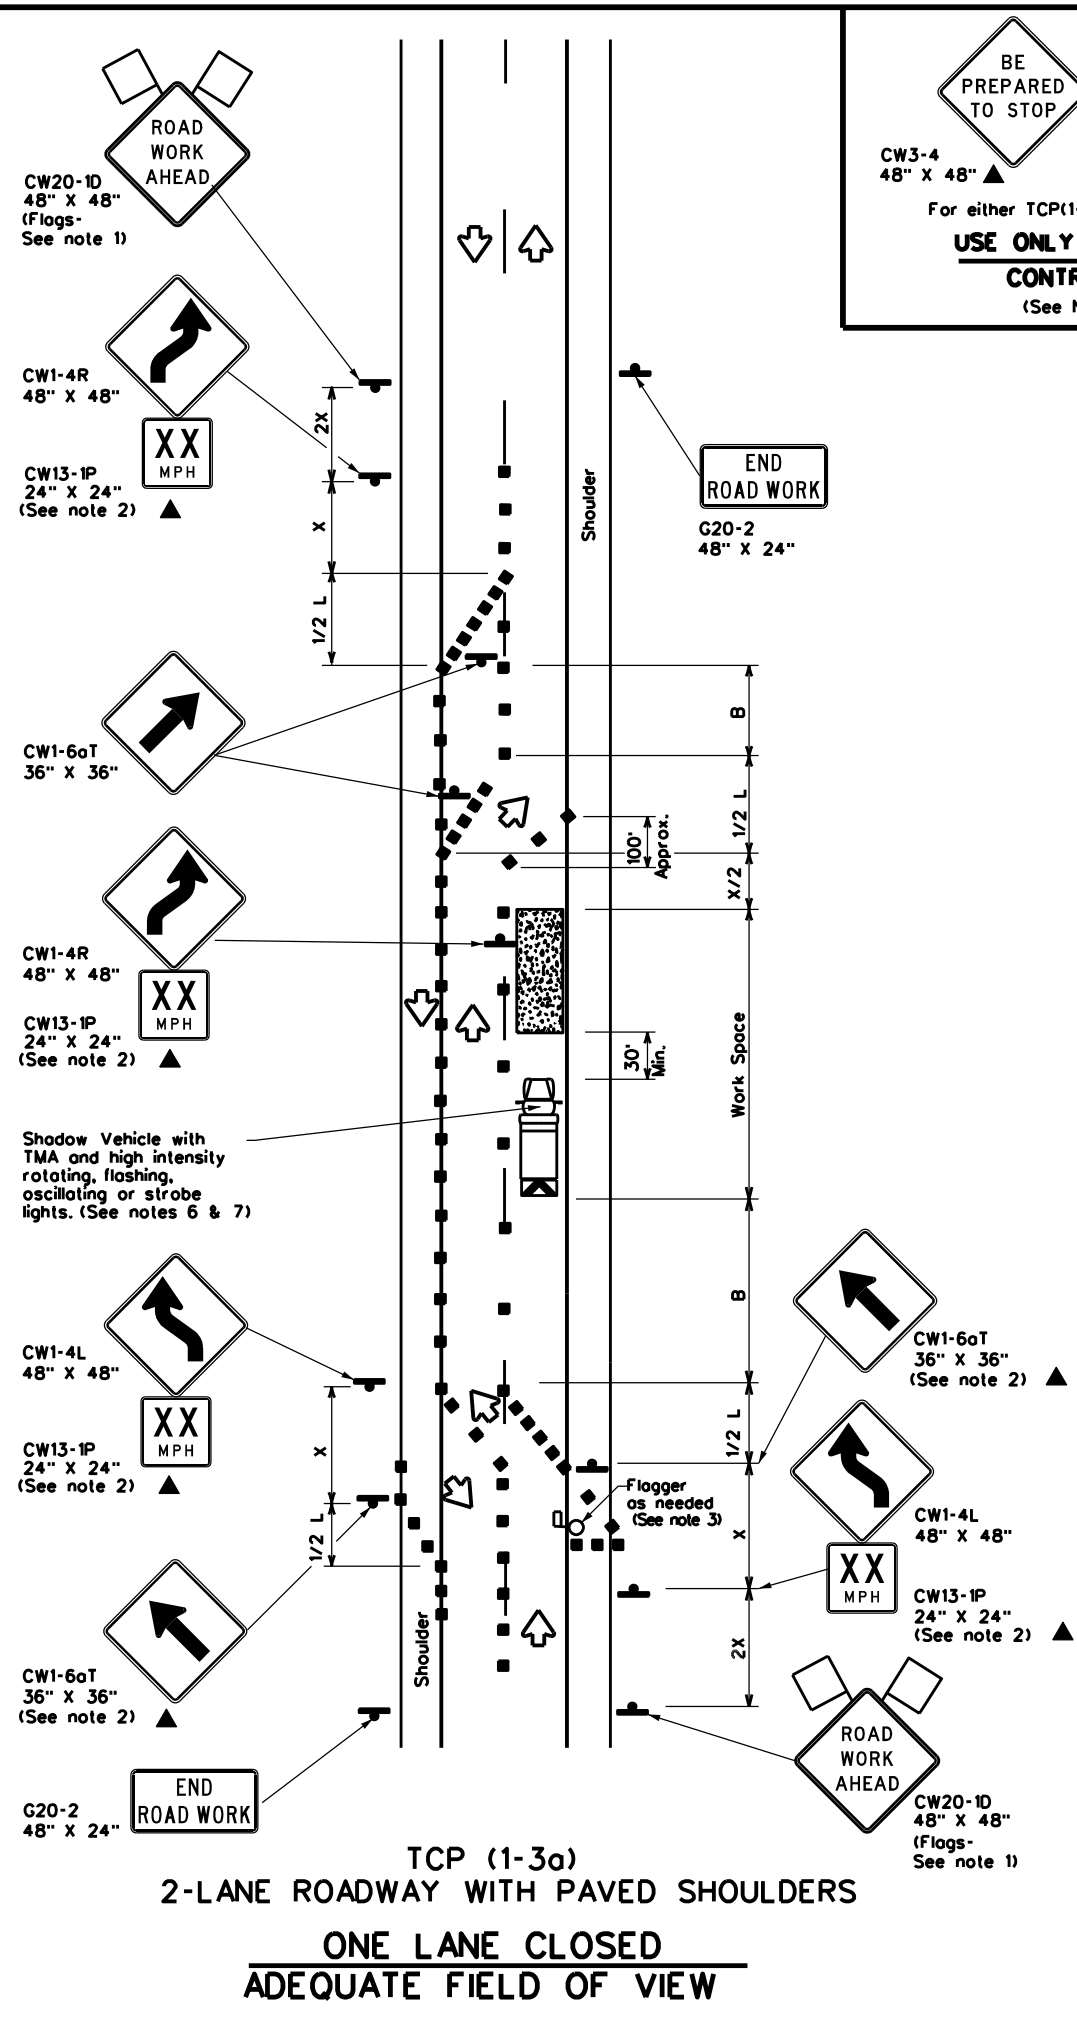 ROAD
WORK
AHEAD
CW20-1D
48" X 48"
(Flags-
See note 1)
BE
PREPARED
TO STOP
CW3-4
48" X 48"
For either TCP(1-
USE ONLY
CONTR
(See N
CW1-4R
48" X 48"
XX
MPH
CW13-1P
24" X 24"
(See note 2)
2X
X
1/2 L
Shoulder
END
ROAD WORK
G20-2
48" X 24"
CW1-6aT
36" X 36"
B
1/2 L
100'
Approx.
X/2
CW1-4R
48" X 48"
XX
MPH
CW13-1P
24" X 24"
(See note 2)
30'
Min.
Work Space
Shadow Vehicle with
TMA and high intensity
rotating, flashing,
oscillating or strobe
lights. (See notes 6 & 7)
B
CW1-4L
48" X 48"
XX
MPH
CW13-1P
24" X 24"
(See note 2)
X
1/2 L
CW1-6aT
36" X 36"
(See note 2)
1/2 L
Flagger
as needed
(See note 3)
X
CW1-4L
48" X 48"
XX
MPH
CW13-1P
24" X 24"
(See note 2)
2X
Shoulder
CW1-6aT
36" X 36"
(See note 2)
END
ROAD WORK
G20-2
48" X 24"
ROAD
WORK
AHEAD
CW20-1D
48" X 48"
(Flags-
See note 1)
TCP (1-3a)
2-LANE ROADWAY WITH PAVED SHOULDERS
ONE LANE CLOSED
ADEQUATE FIELD OF VIEW